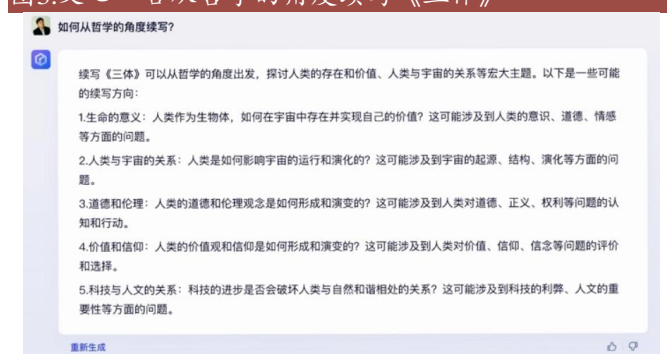 如何从哲学的角度续写?
续写《三体》可以从哲学的角度出发，探讨人类的存在和价值、人类与宇宙的关系等宏大主题。以下是一些可能
的续写方向：
1.生命的意义：人类作为生物体，如何在宇宙中存在并实现自己的价值？这可能涉及到人类的意识、道德、情感
等方面的问题。
2.人类与宇宙的关系：人类是如何影响宇宙的运行和演化的？这可能涉及到宇宙的起源、结构、演化等方面的问
题。
3.道德和伦理：人类的道德和伦理观念是如何形成和演变的？这可能涉及到人类对道德、正义、权利等问题的认
知和行动。
4.价值和信仰：人类的价值观和信仰是如何形成和演变的？这可能涉及到人类对价值、信仰、信念等问题的评价
和选择。
5.科技与人文的关系：科技的进步是否会破坏人类与自然和谐相处的关系？这可能涉及到科技的利弊、人文的重
要性等方面的问题。
重新生成